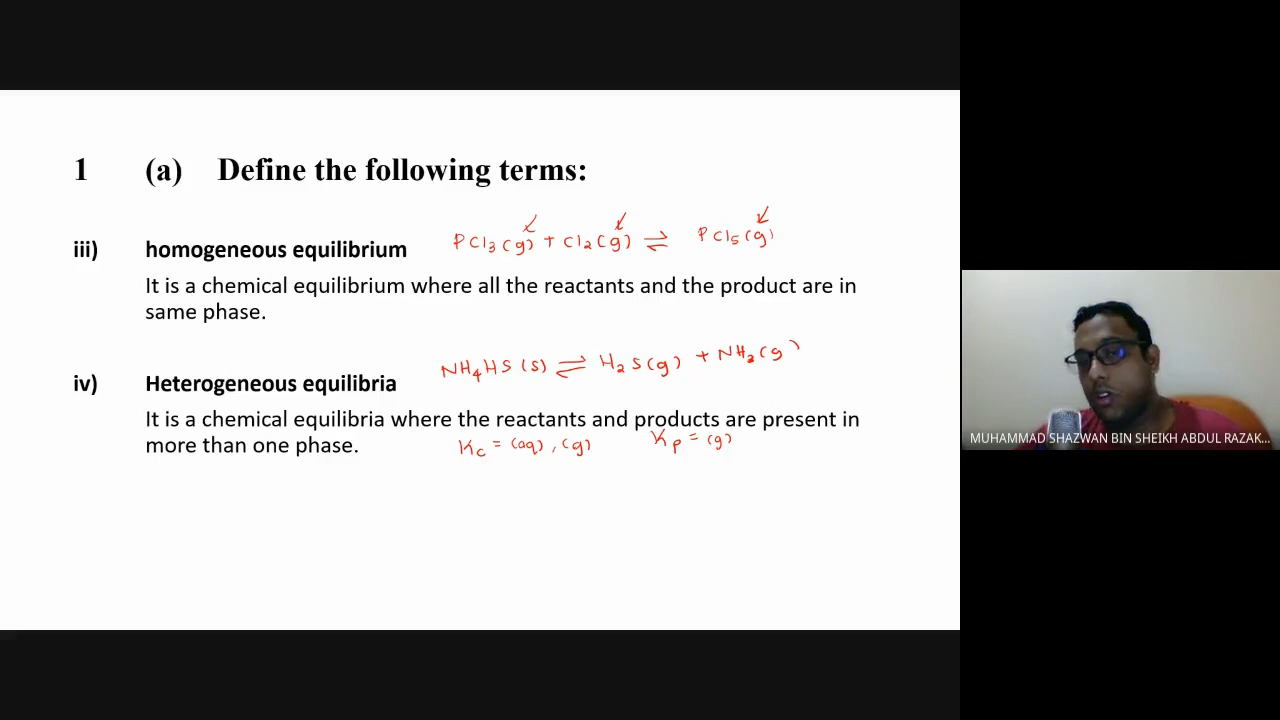 1 (a) Define the following terms:
PCl₃(g) + Cl₂(g) ⇌ PCl₅(g)
iii) homogeneous equilibrium
It is a chemical equilibrium where all the reactants and the product are in
same phase.
NH₄HS(s) ⇌ H₂S(g) + NH₃(g)
iv) Heterogeneous equilibria
It is a chemical equilibria where the reactants and products are present in
more than one phase.
Kc = (aq), (g) Kp = (g)
MUHAMMAD SHAZWAN BIN SHEIKH ABDUL RAZAK...